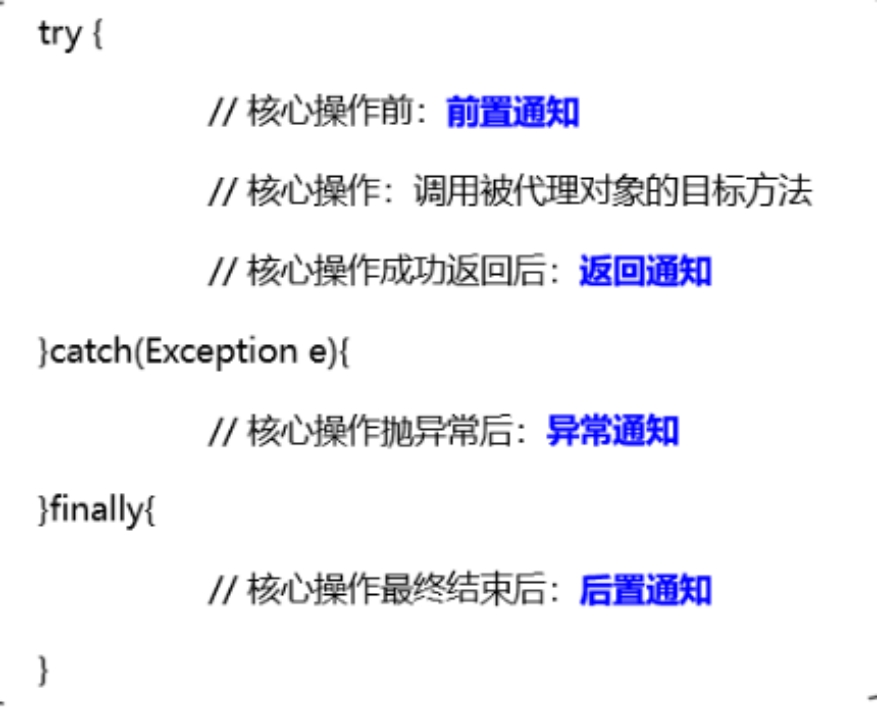 try {
// 核心操作前：前置通知
// 核心操作：调用被代理对象的目标方法
// 核心操作成功返回后：返回通知
}catch(Exception e){
// 核心操作抛异常后：异常通知
}finally{
// 核心操作最终结束后：后置通知
}